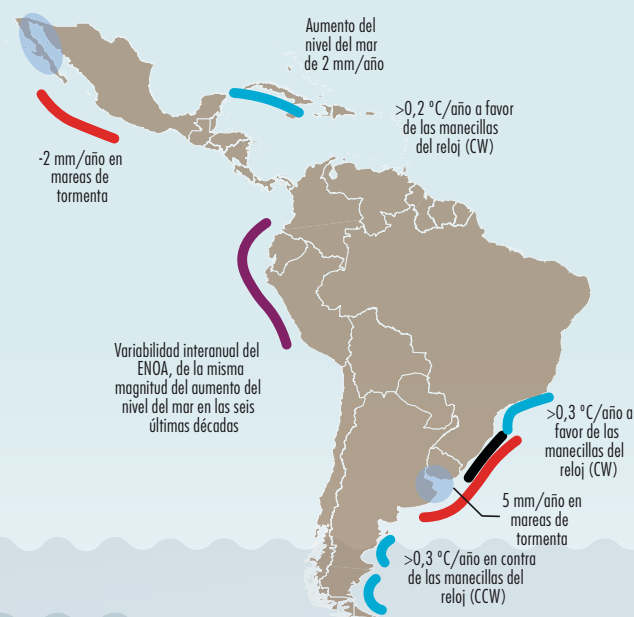 Aumento del
nivel del mar
de 2 mm/año
>0,2 ºC/año a favor
de las manecillas
del reloj (CW)
-2 mm/año en
mareas de
tormenta
Variabilidad interanual del
ENOA, de la misma
magnitud del aumento del
nivel del mar en las seis
últimas décadas
>0,3 ºC/año a
favor de las
manecillas del
reloj (CW)
5 mm/año en
mareas de
tormenta
>0,3 ºC/año en contra
de las manecillas del
reloj (CCW)